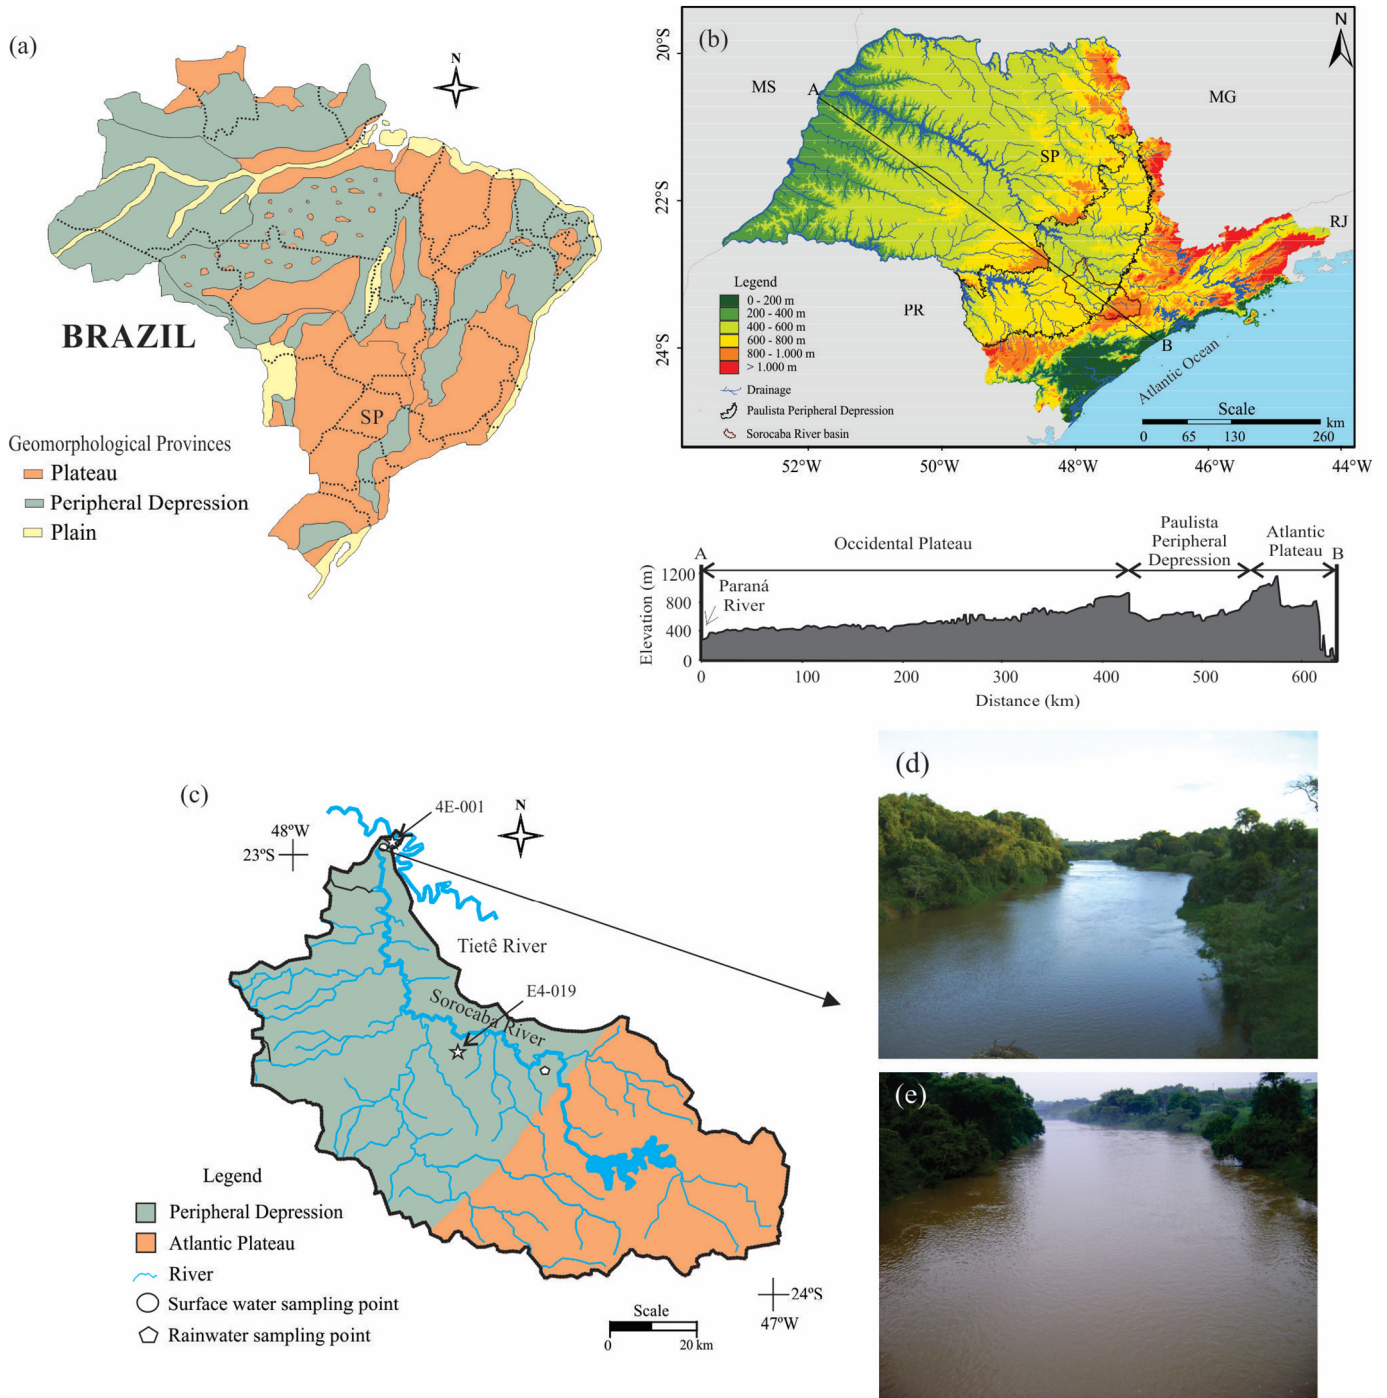 (a)
N
BRAZIL
SP
Geomorphological Provinces
Plateau
Peripheral Depression
Plain
(b)
20°S
22°S
24°S
N
MS
A
MG
SP
RJ
PR
B
Atlantic Ocean
Legend
0 - 200 m
200 - 400 m
400 - 600 m
600 - 800 m
800 - 1.000 m
> 1.000 m
Drainage
Paulista Peripheral Depression
Sorocaba River basin
Scale
km
0 65 130 260
52°W 50°W 48°W 46°W 44°W
A
Occidental Plateau
Paulista
Peripheral
Depression
Atlantic
Plateau
B
Elevation (m)
1200
800
400
0
Paraná
River
0 100 200 300 400 500 600
Distance (km)
(c)
4E-001
N
48°W
23°S
Tietê River
E4-019
Sorocaba River
Legend
Peripheral Depression
Atlantic Plateau
River
Surface water sampling point
Rainwater sampling point
Scale
0 20 km
24°S
47°W
(d)
(e)